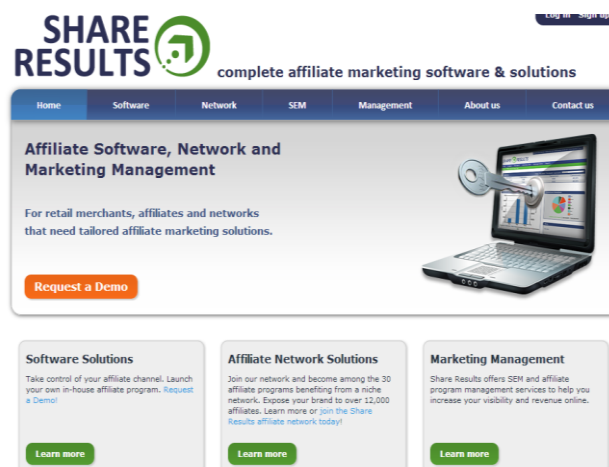 Log in Sign up
SHARE
RESULTS
complete affiliate marketing software & solutions
Home Software Network SEM Management About us Contact us
Affiliate Software, Network and
Marketing Management
For retail merchants, affiliates and networks
that need tailored affiliate marketing solutions.
Request a Demo
Software Solutions
Take control of your affiliate channel. Launch
your own in-house affiliate program. Request
a Demo!
Learn more
Affiliate Network Solutions
Join our network and become among the 30
affiliate programs benefiting from a niche
network. Expose your brand to over 12,000
affiliates. Learn more or join the Share
Results affiliate network today!
Learn more
Marketing Management
Share Results offers SEM and affiliate
program management services to help you
increase your visibility and revenue online.
Learn more